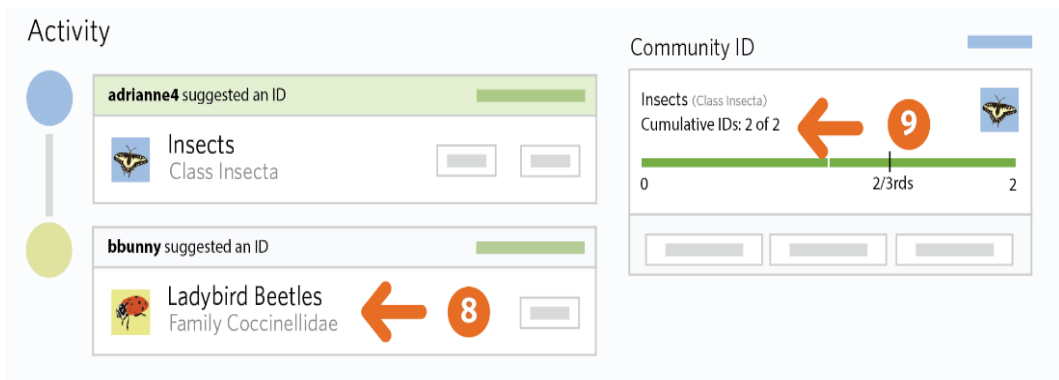 Activity
adrianne4 suggested an ID
Insects
Class Insecta
bbunny suggested an ID
Ladybird Beetles
Family Coccinellidae
8
Community ID
Insects (Class Insecta)
Cumulative IDs: 2 of 2
9
0 2/3rds 2